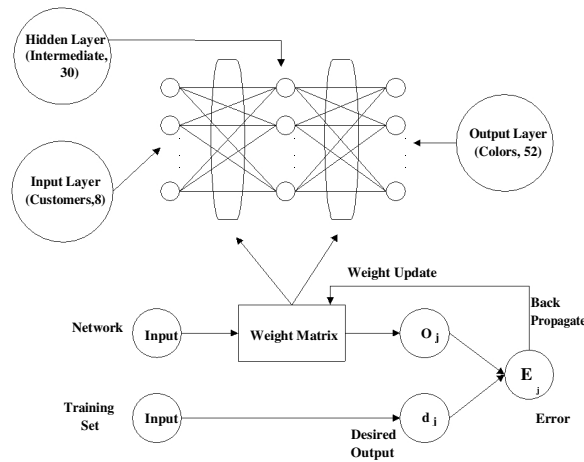 Hidden Layer
(Intermediate,
30)
Output Layer
(Colors, 52)
Input Layer
(Customers,8)
Weight Update
Back
Propagate
Network
Input
Weight Matrix
O j
E j
Training
Set
Input
d j
Desired
Output
Error